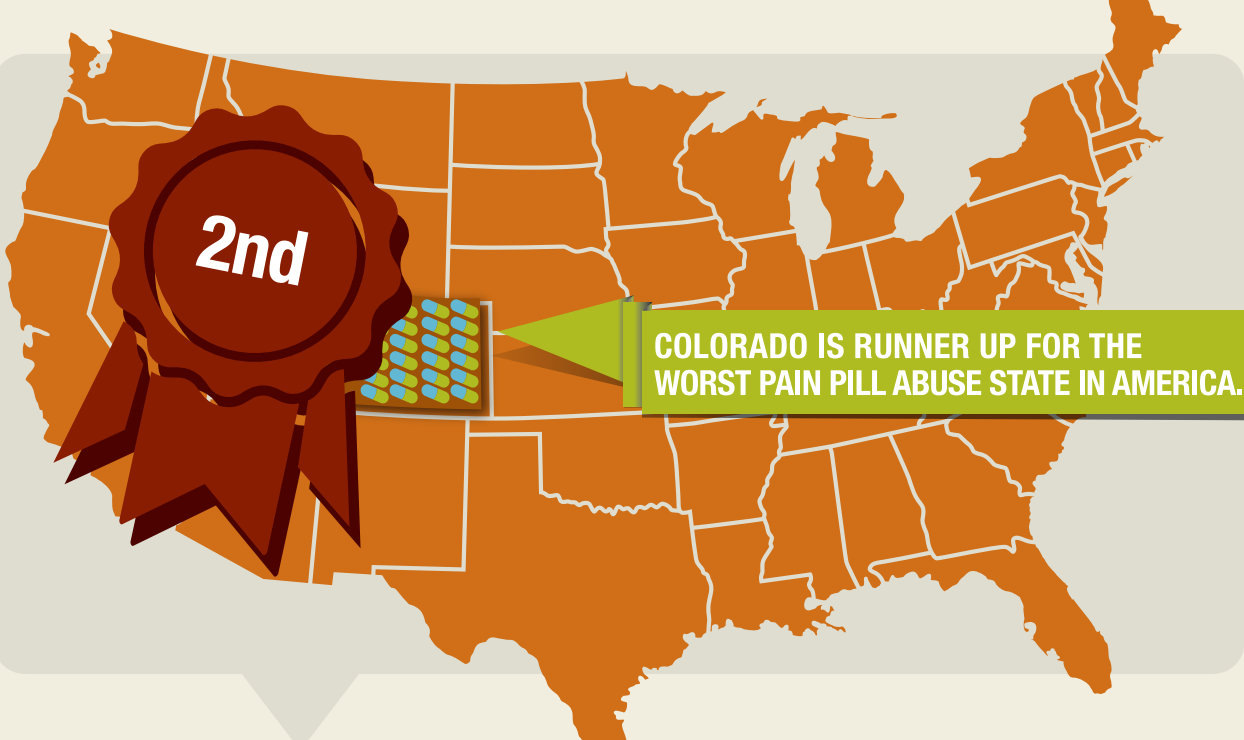 2nd
COLORADO IS RUNNER UP FOR THE
WORST PAIN PILL ABUSE STATE IN AMERICA.